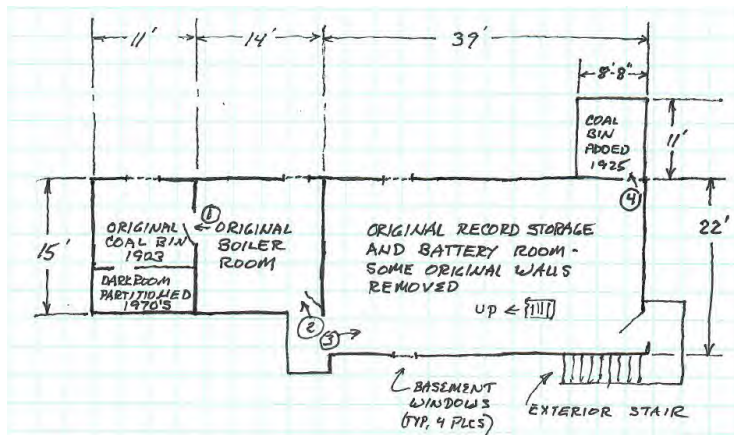 11'
14'
39'
8'-8"
COAL
BIN
ADDED
1925
11'
4
15'
22'
1
ORIGINAL
COAL BIN
1903
ORIGINAL
BOILER
ROOM
DARKROOM
PARTITIONED
1970'S
ORIGINAL RECORD STORAGE
AND BATTERY ROOM -
SOME ORIGINAL WALLS
REMOVED
UP
2
3
BASEMENT
WINDOWS
(TYP, 4 PLCS)
EXTERIOR STAIR